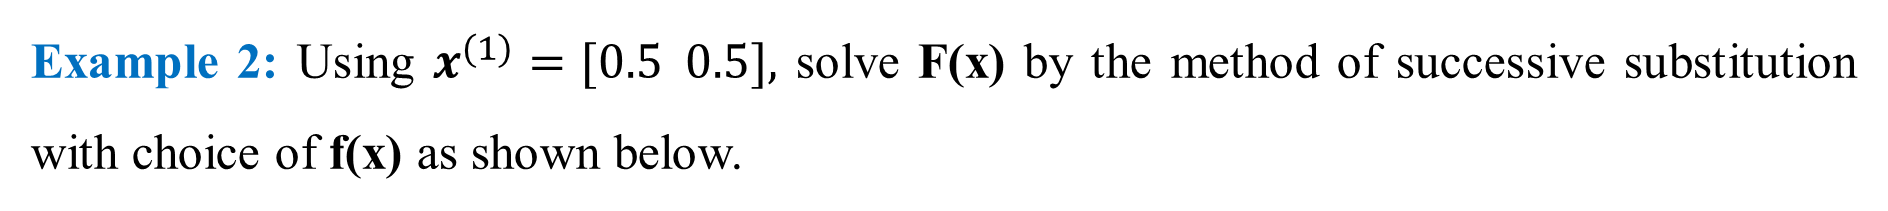 Example 2: Using x⁽¹⁾ = [0.5 0.5], solve F(x) by the method of successive substitution
with choice of f(x) as shown below.